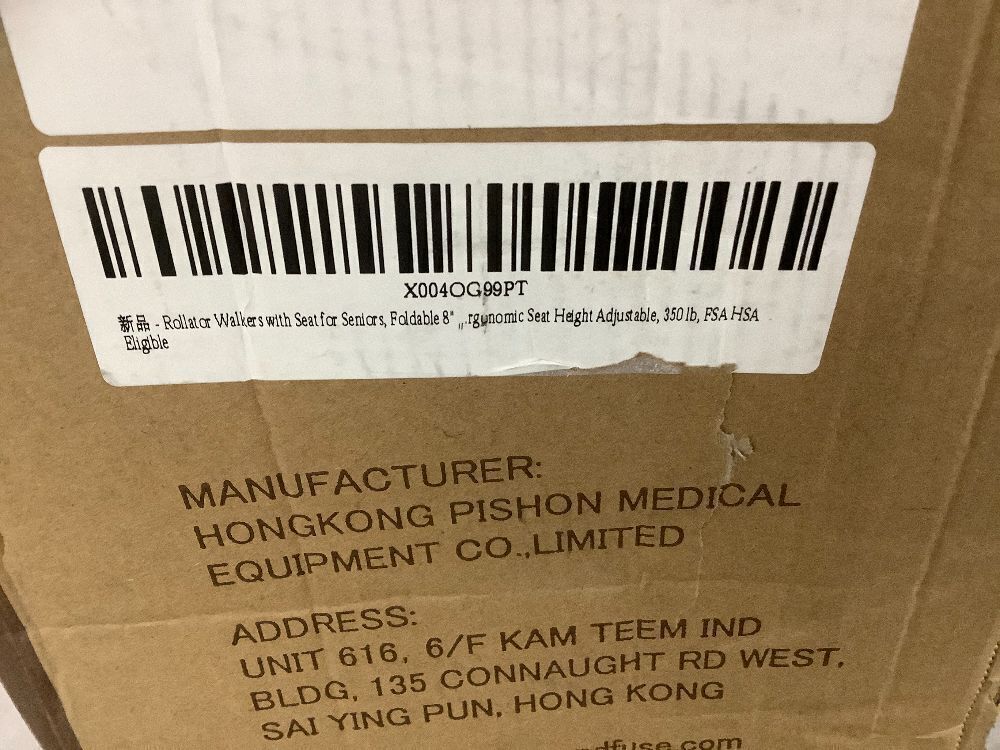 X004OG99PT
新品 - Rollator Walkers with Seat for Seniors, Foldable 8" ...rgonomic Seat Height Adjustable, 350 lb, FSA HSA
Eligible
MANUFACTURER:
HONGKONG PISHON MEDICAL
EQUIPMENT CO.,LIMITED
ADDRESS:
UNIT 616, 6/F KAM TEEM IND
BLDG, 135 CONNAUGHT RD WEST,
SAI YING PUN, HONG KONG